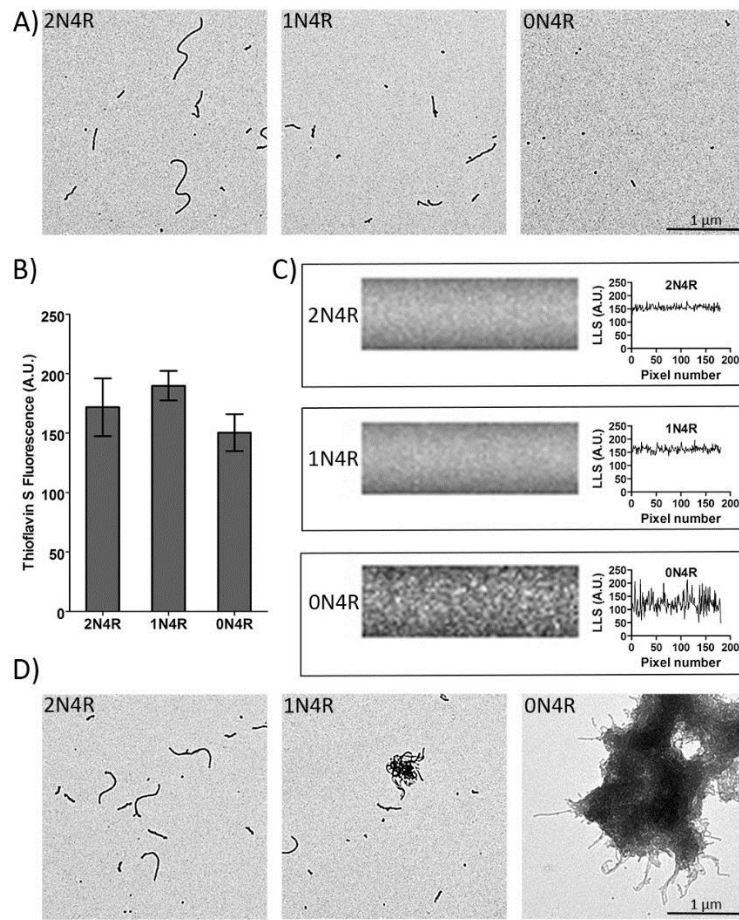 A)
2N4R
1N4R
0N4R
1 µm
B)
Thioflavin S Fluorescence (A.U.)
250
200
150
100
50
0
2N4R 1N4R 0N4R
C)
2N4R
LLS (A.U.)
250
200
150
100
50
0
2N4R
0 50 100 150 200
Pixel number
1N4R
LLS (A.U.)
250
200
150
100
50
0
1N4R
0 50 100 150 200
Pixel number
0N4R
LLS (A.U.)
250
200
150
100
50
0
0N4R
0 50 100 150 200
Pixel number
D)
2N4R
1N4R
0N4R
1 µm